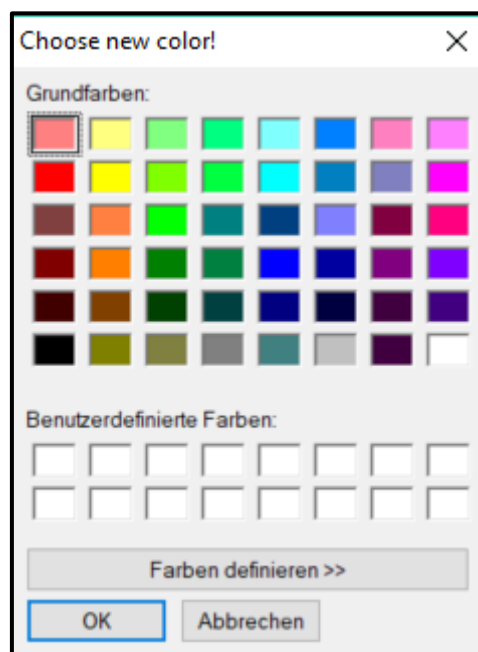 Choose new color!
Grundfarben:
Benutzerdefinierte Farben:
Farben definieren >>
OK
Abbrechen